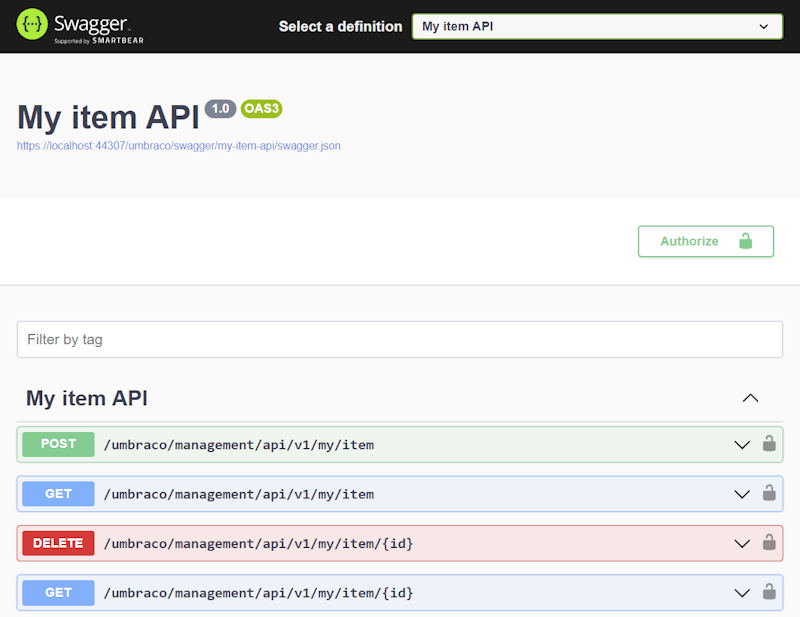 Swagger.
Supported by SMARTBEAR
Select a definition
My item API
My item API 1.0 OAS3
https://localhost:44307/umbraco/swagger/my-item-api/swagger.json
Authorize
Filter by tag
My item API
POST /umbraco/management/api/v1/my/item
GET /umbraco/management/api/v1/my/item
DELETE /umbraco/management/api/v1/my/item/{id}
GET /umbraco/management/api/v1/my/item/{id}